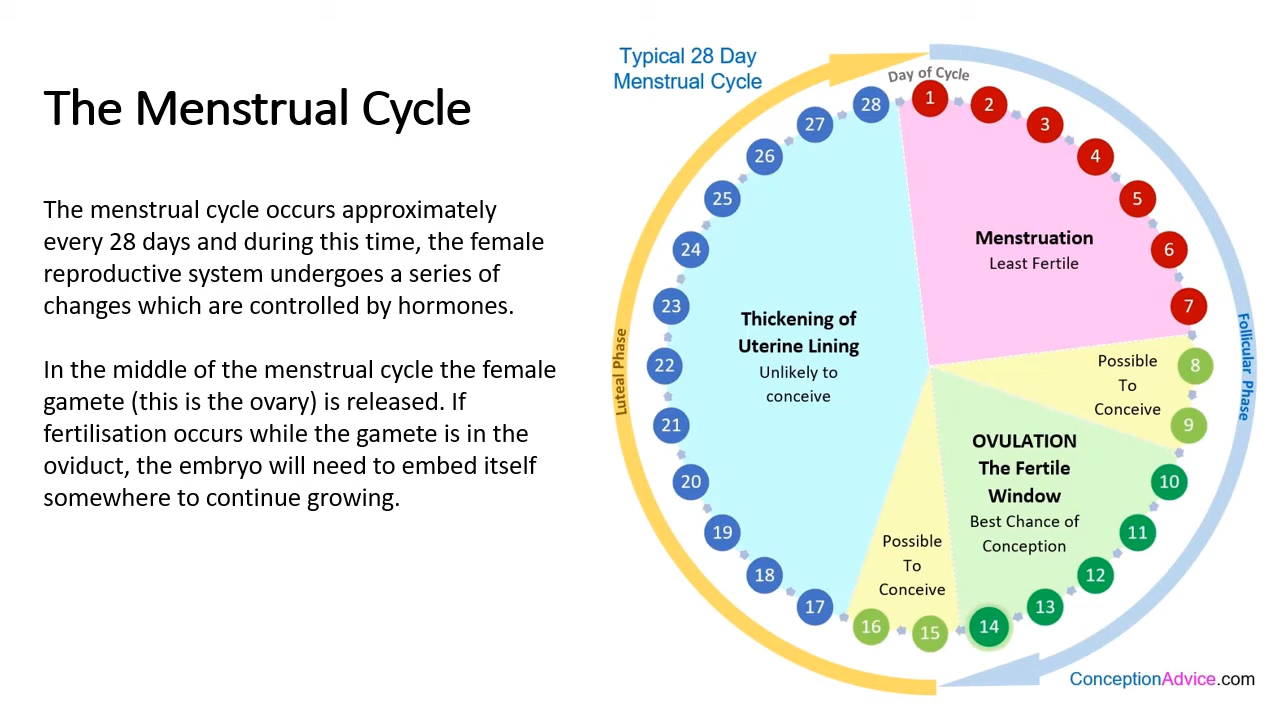 The Menstrual Cycle
The menstrual cycle occurs approximately
every 28 days and during this time, the female
reproductive system undergoes a series of
changes which are controlled by hormones.
In the middle of the menstrual cycle the female
gamete (this is the ovary) is released. If
fertilisation occurs while the gamete is in the
oviduct, the embryo will need to embed itself
somewhere to continue growing.
Typical 28 Day
Menstrual Cycle
Day of Cycle
1
2
3
4
5
6
7
8
9
10
11
12
13
14
15
16
17
18
19
20
21
22
23
24
25
26
27
28
Menstruation
Least Fertile
Possible
To
Conceive
OVULATION
The Fertile
Window
Best Chance of
Conception
Possible
To
Conceive
Thickening of
Uterine Lining
Unlikely to
conceive
Luteal Phase
Follicular Phase
ConceptionAdvice.com